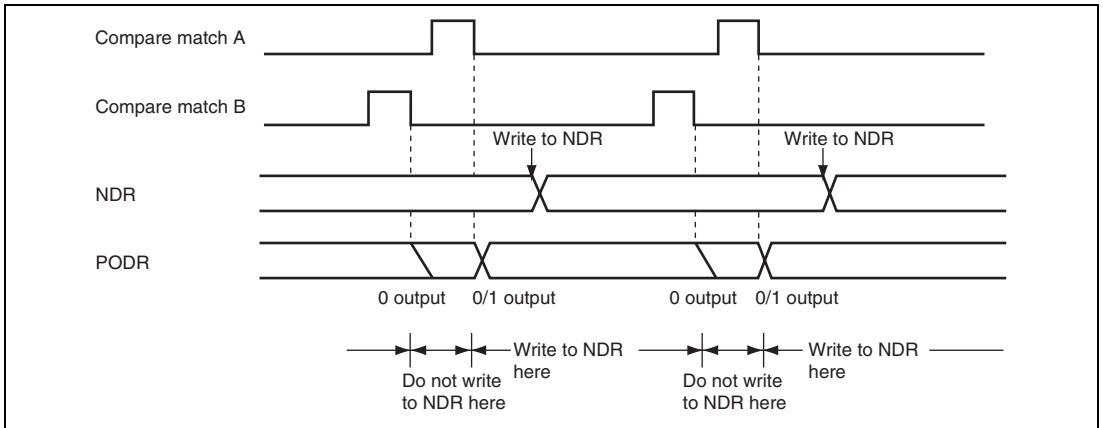 Compare match A
Compare match B
Write to NDR
Write to NDR
NDR
PODR
0 output
0/1 output
0 output
0/1 output
Write to NDR
here
Write to NDR
here
Do not write
to NDR here
Do not write
to NDR here